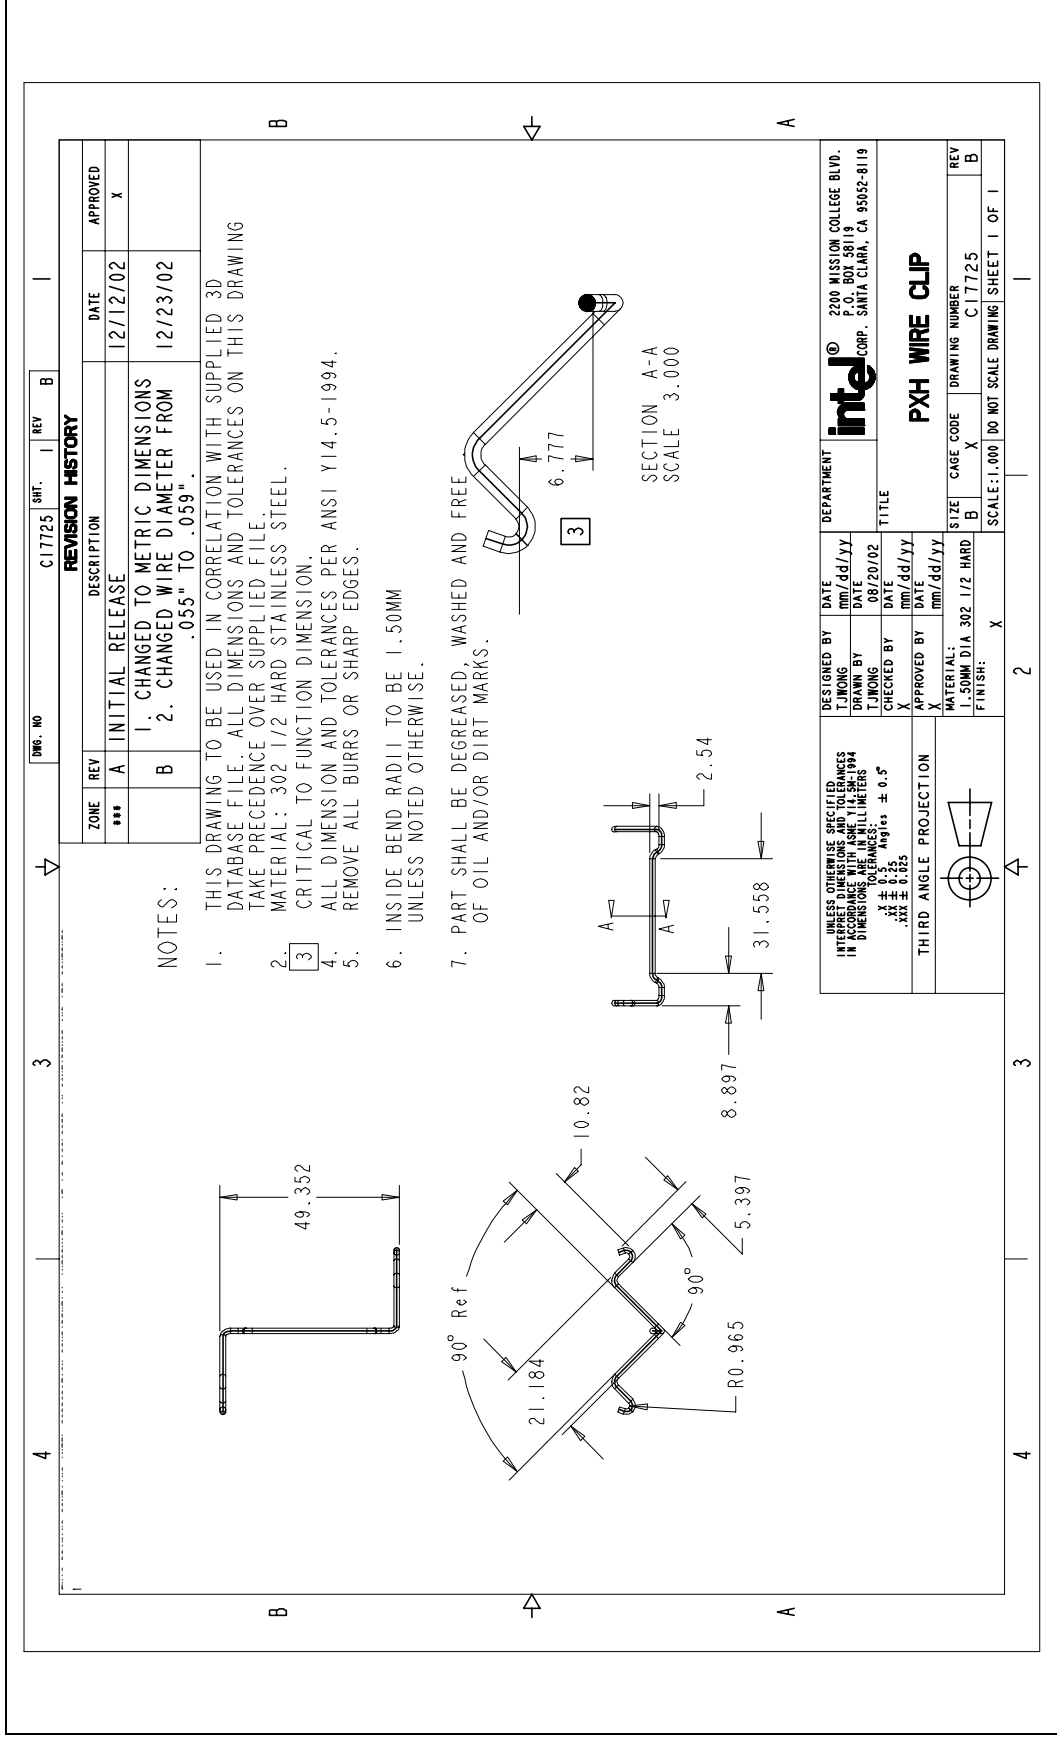 DWG. NO C17725 SHT. 1 REV B
REVISION HISTORY
ZONE REV DESCRIPTION DATE APPROVED
*** A INITIAL RELEASE 12/12/02 X
B 1. CHANGED TO METRIC DIMENSIONS 12/23/02
2. CHANGED WIRE DIAMETER FROM
.055" TO .059".
4 3 1
B B
A A
NOTES:
1. THIS DRAWING TO BE USED IN CORRELATION WITH SUPPLIED 3D
DATABASE FILE. ALL DIMENSIONS AND TOLERANCES ON THIS DRAWING
TAKE PRECEDENCE OVER SUPPLIED FILE.
2. MATERIAL: 302 1/2 HARD STAINLESS STEEL.
3 CRITICAL TO FUNCTION DIMENSION.
4. ALL DIMENSION AND TOLERANCES PER ANSI Y14.5-1994.
5. REMOVE ALL BURRS OR SHARP EDGES.
6. INSIDE BEND RADII TO BE 1.50MM
UNLESS NOTED OTHERWISE.
7. PART SHALL BE DEGREASED, WASHED AND FREE
OF OIL AND/OR DIRT MARKS.
49.352
90° Ref
21.184
10.82
5.397
90°
R0.965
A
A
2.54
31.558
8.897
6.777
3
SECTION A-A
SCALE 3.000
UNLESS OTHERWISE SPECIFIED
INTERPRET DIMENSIONS AND TOLERANCES
IN ACCORDANCE WITH ASME Y14.5M-1994
DIMENSIONS ARE IN MILLIMETERS
TOLERANCES:
.X ± 0.5 Angles ± 0.5°
.XX ± 0.25
.XXX ± 0.025
THIRD ANGLE PROJECTION
DESIGNED BY DATE
TJWONG mm/dd/yy
DRAWN BY DATE
TJWONG 08/20/02
CHECKED BY DATE
X mm/dd/yy
APPROVED BY DATE
X mm/dd/yy
MATERIAL:
1.50MM DIA 302 1/2 HARD
FINISH:
X
DEPARTMENT
intel® CORP.
2200 MISSION COLLEGE BLVD.
P.O. BOX 58119
SANTA CLARA, CA 95052-8119
TITLE
PXH WIRE CLIP
SIZE B CAGE CODE X DRAWING NUMBER C17725 REV B
SCALE:1.000 DO NOT SCALE DRAWING SHEET 1 OF 1
4 3 2 1